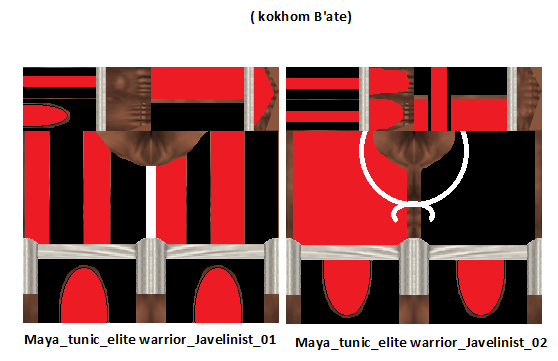 ( kokhom B'ate)
Maya_tunic_elite warrior_Javelinist_01
Maya_tunic_elite warrior_Javelinist_02